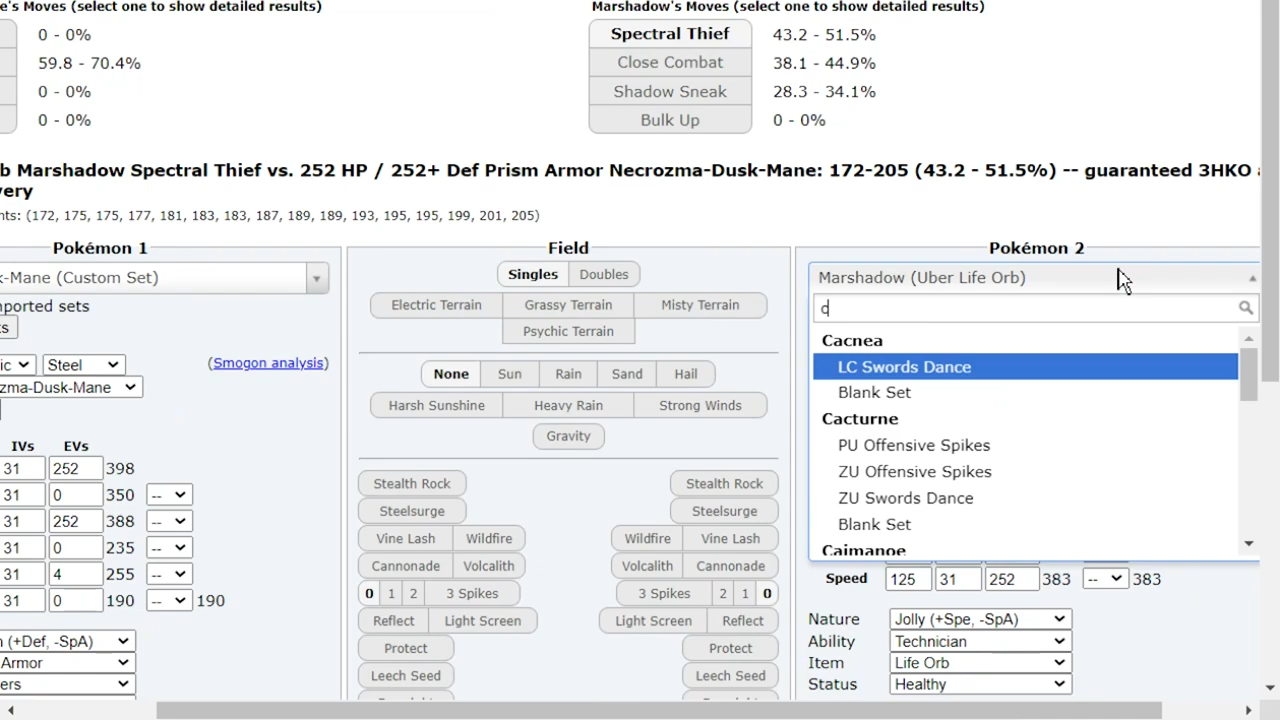 e's Moves (select one to show detailed results)
0 - 0%
59.8 - 70.4%
0 - 0%
0 - 0%
Marshadow's Moves (select one to show detailed results)
Spectral Thief 43.2 - 51.5%
Close Combat 38.1 - 44.9%
Shadow Sneak 28.3 - 34.1%
Bulk Up 0 - 0%
b Marshadow Spectral Thief vs. 252 HP / 252+ Def Prism Armor Necrozma-Dusk-Mane: 172-205 (43.2 - 51.5%) -- guaranteed 3HKO
very
nts: (172, 175, 175, 177, 181, 183, 183, 187, 189, 189, 193, 195, 195, 199, 201, 205)
Pokémon 1
k-Mane (Custom Set)
nported sets
s
ic Steel (Smogon analysis)
zma-Dusk-Mane
IVs EVs
31 252 398
31 0 350 --
31 252 388 --
31 0 235 --
31 4 255 --
31 0 190 -- 190
n (+Def, -SpA)
Armor
ers
Field
Singles Doubles
Electric Terrain Grassy Terrain Misty Terrain
Psychic Terrain
None Sun Rain Sand Hail
Harsh Sunshine Heavy Rain Strong Winds
Gravity
Stealth Rock Stealth Rock
Steelsurge Steelsurge
Vine Lash Wildfire Wildfire Vine Lash
Cannonade Volcalith Volcalith Cannonade
0 1 2 3 Spikes 3 Spikes 2 1 0
Reflect Light Screen Light Screen Reflect
Protect Protect
Leech Seed Leech Seed
Pokémon 2
Marshadow (Uber Life Orb)
c
Cacnea
LC Swords Dance
Blank Set
Cacturne
PU Offensive Spikes
ZU Offensive Spikes
ZU Swords Dance
Blank Set
Caimanoe
Speed 125 31 252 383 -- 383
Nature Jolly (+Spe, -SpA)
Ability Technician
Item Life Orb
Status Healthy